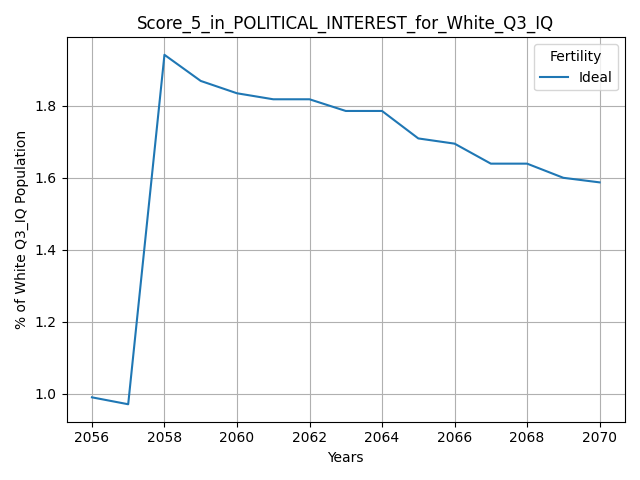 Score_5_in_POLITICAL_INTEREST_for_White_Q3_IQ
Fertility
Ideal
% of White Q3_IQ Population
1.8
1.6
1.4
1.2
1.0
2056 2058 2060 2062 2064 2066 2068 2070
Years